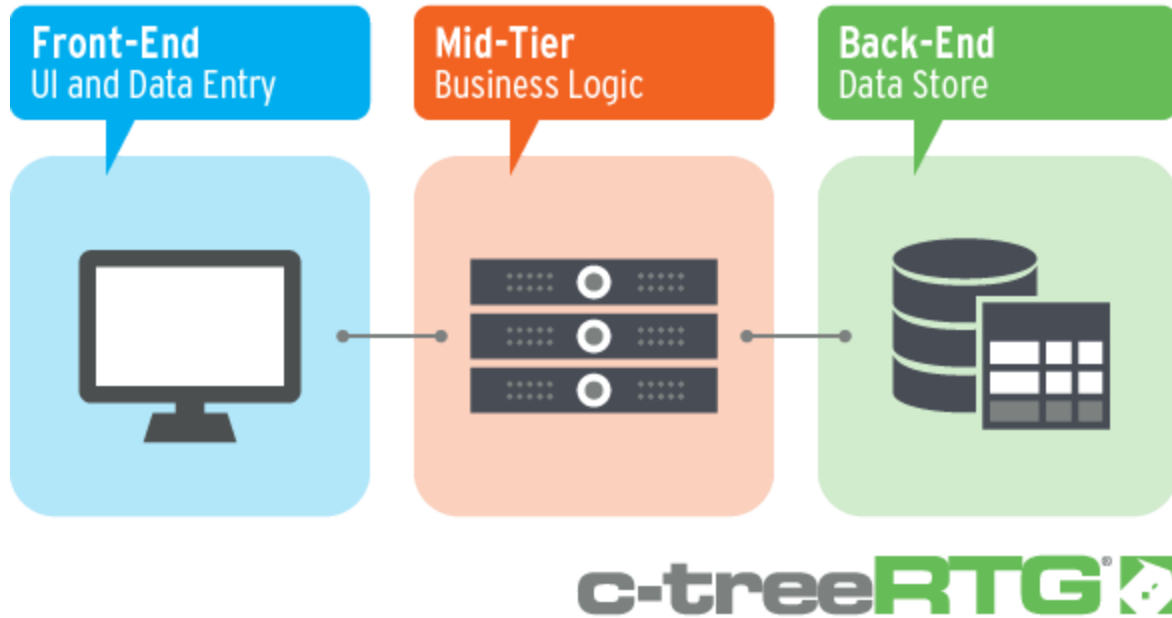 Front-End
UI and Data Entry
Mid-Tier
Business Logic
Back-End
Data Store
c-treeRTG®